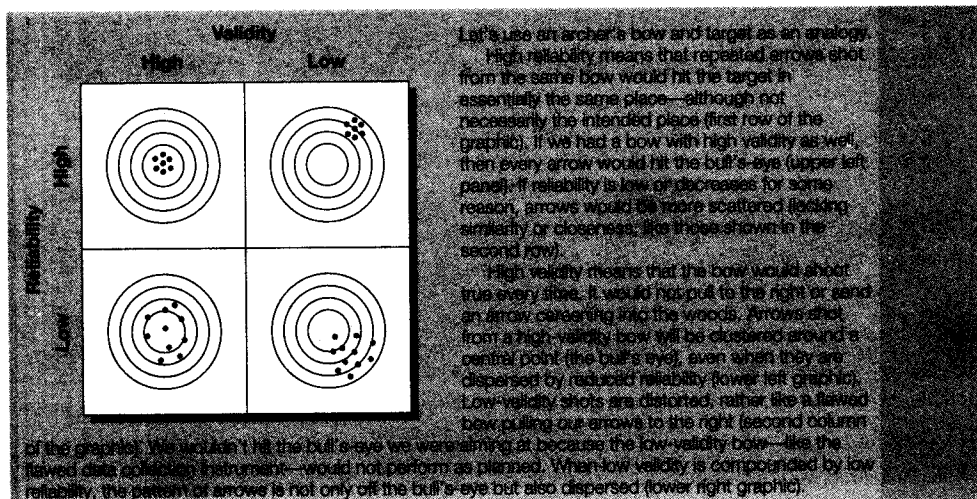 Validity
High Low
Reliability
High
Low
Let's use an archer's bow and target as an analogy.
High reliability means that repeated arrows shot
from the same bow would hit the target in
essentially the same place—although not
necessarily the intended place (first row of the
graphic). If we had a bow with high validity as well,
then every arrow would hit the bull's-eye (upper left
panel). If reliability is low or decreases for some
reason, arrows would be more scattered (lacking
similarity or closeness, like those shown in the
second row).
High validity means that the bow would shoot
true every time. It would not pull to the right or send
an arrow careening into the woods. Arrows shot
from a high-validity bow will be clustered around a
central point (the bull's eye), even when they are
dispersed by reduced reliability (lower left graphic).
Low-validity shots are distorted, rather like a flawed
bow pulling our arrows to the right (second column
of the graphic). We wouldn't hit the bull's-eye we were aiming at because the low-validity bow—like the
flawed data collection instrument—would not perform as planned. When low validity is compounded by low
reliability, the pattern of arrows is not only off the bull's-eye but also dispersed (lower right graphic).